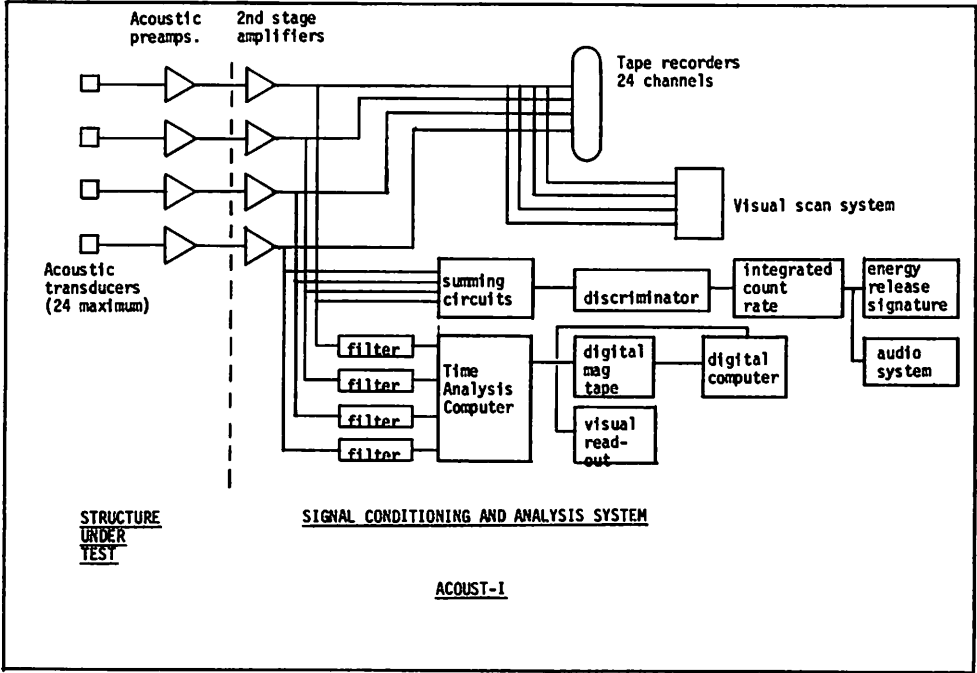 Acoustic
preamps.
2nd stage
amplifiers
Tape recorders
24 channels
Visual scan system
Acoustic
transducers
(24 maximum)
summing
circuits
discriminator
integrated
count
rate
energy
release
signature
audio
system
filter
filter
filter
filter
Time
Analysis
Computer
digital
mag
tape
digital
computer
visual
read-
out
STRUCTURE
UNDER
TEST
SIGNAL CONDITIONING AND ANALYSIS SYSTEM
ACOUST-I